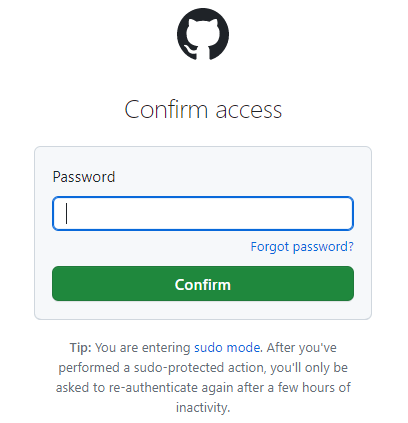 Confirm access
Password
Forgot password?
Confirm
Tip: You are entering sudo mode. After you've
performed a sudo-protected action, you'll only be
asked to re-authenticate again after a few hours of
inactivity.